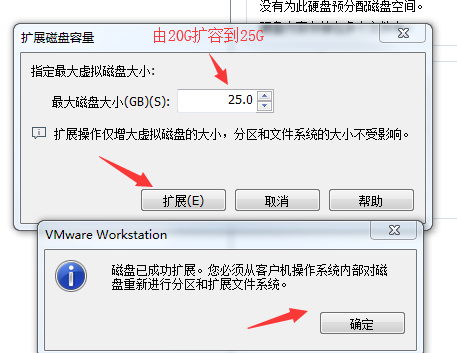 没有为此硬盘预分配磁盘空间。
扩展磁盘容量
由20G扩容到25G
指定最大虚拟磁盘大小:
最大磁盘大小(GB)(S):
25.0
扩展操作仅增大虚拟磁盘的大小，分区和文件系统的大小不受影响。
扩展(E)
取消
帮助
VMware Workstation
磁盘已成功扩展。您必须从客户机操作系统内部对磁
盘重新进行分区和扩展文件系统。
确定